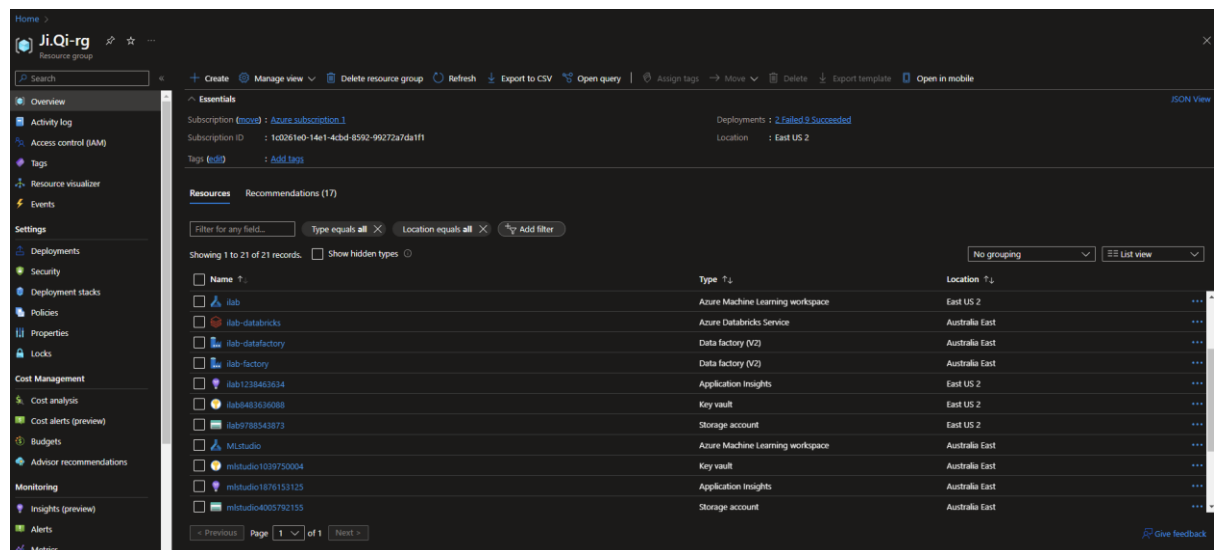 Home >
Ji.Qi-rg
Resource group
Search
Overview
Activity log
Access control (IAM)
Tags
Resource visualizer
Events
Settings
Deployments
Security
Deployment stacks
Policies
Properties
Locks
Cost Management
Cost analysis
Cost alerts (preview)
Budgets
Advisor recommendations
Monitoring
Insights (preview)
Alerts
Metrics
Create Manage view Delete resource group Refresh Export to CSV Open query Assign tags Move Delete Export template Open in mobile
Essentials JSON View
Subscription (move) : Azure subscription 1 Deployments : 2 Failed 9 Succeeded
Subscription ID : 1c0261e0-14e1-4cbd-8592-99272a7da1f1 Location : East US 2
Tags (edit) : Add tags
Resources Recommendations (17)
Filter for any field... Type equals all Location equals all Add filter
Showing 1 to 21 of 21 records. Show hidden types No grouping List view
Name Type Location
ilab Azure Machine Learning workspace East US 2
ilab-databricks Azure Databricks Service Australia East
ilab-datafactory Data factory (V2) Australia East
ilab-factory Data factory (V2) Australia East
ilab1238463634 Application Insights East US 2
ilab8483636088 Key vault East US 2
ilab9788543873 Storage account East US 2
MLstudio Azure Machine Learning workspace Australia East
mlstudio1039750004 Key vault Australia East
mlstudio1876153125 Application Insights Australia East
mlstudio4005792155 Storage account Australia East
< Previous Page 1 of 1 Next > Give feedback